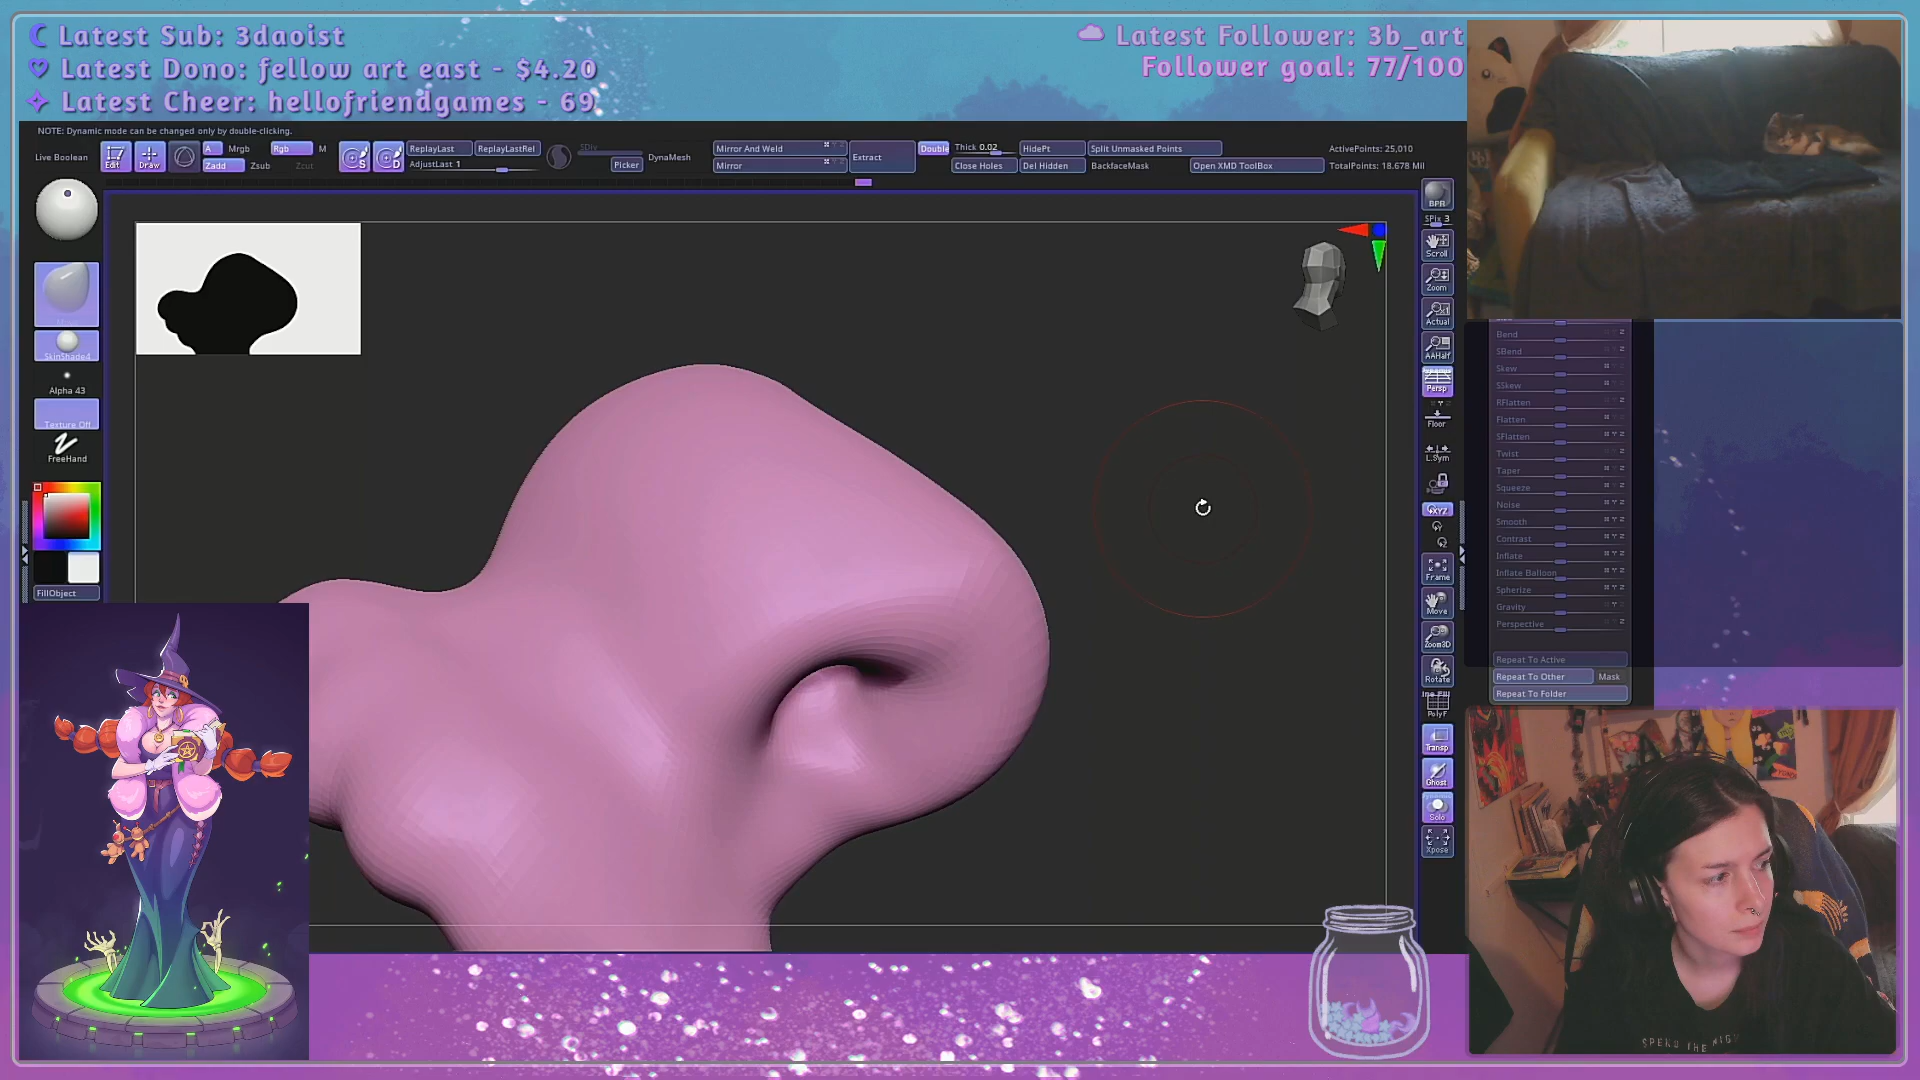 Latest Sub: 3daoist
Latest Dono: fellow art east - $4.20
Latest Cheer: hellofriendgames - 69
Latest Follower: 3b_art
Follower goal: 77/100
NOTE: Dynamic mode can be changed only by double-clicking.
Live Boolean
Edit
Draw
A
Mrgb
Rgb
M
Zadd
Zsub
Zcut
ReplayLast
ReplayLastRel
AdjustLast 1
SDiv
Picker
DynaMesh
Mirror And Weld
Mirror
Extract
Double
Thick 0.02
Close Holes
HidePt
Del Hidden
Split Unmasked Points
BackfaceMask
Open XMD ToolBox
ActivePoints: 25,010
TotalPoints: 18.678 Mil
SkinShade4
Alpha 43
Texture Off
FreeHand
FillObject
BPR
SPix 3
Scroll
Zoom
Actual
AAHalf
Persp
Floor
L.Sym
XYZ
Frame
Move
Zoom3D
Rotate
PolyF
Transp
Ghost
Solo
Xpose
Bend
SBend
Skew
SSkew
RFlatten
Flatten
SFlatten
Twist
Taper
Squeeze
Noise
Smooth
Contrast
Inflate
Inflate Balloon
Spherize
Gravity
Perspective
Repeat To Active
Repeat To Other
Mask
Repeat To Folder